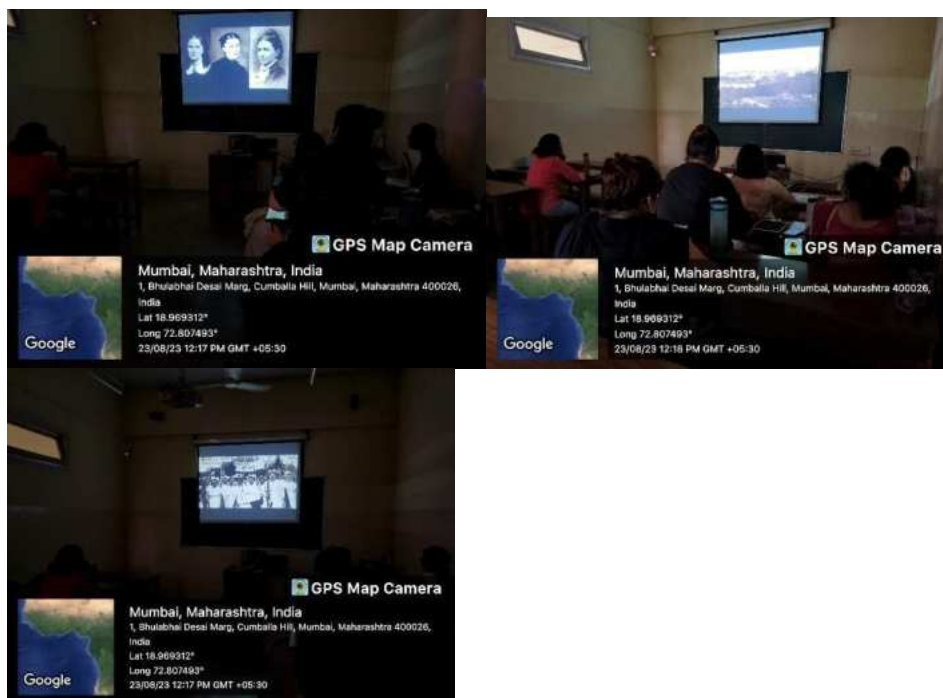 GPS Map Camera
Mumbai, Maharashtra, India
1, Bhulabhai Desai Marg, Cumballa Hill, Mumbai, Maharashtra 400026,
India
Lat 18.969312°
Long 72.807493°
23/08/23 12:17 PM GMT +05:30
Google
GPS Map Camera
Mumbai, Maharashtra, India
1, Bhulabhai Desai Marg, Cumballa Hill, Mumbai, Maharashtra 400026,
India
Lat 18.969312°
Long 72.807493°
23/08/23 12:18 PM GMT +05:30
Google
GPS Map Camera
Mumbai, Maharashtra, India
1, Bhulabhai Desai Marg, Cumballa Hill, Mumbai, Maharashtra 400026,
India
Lat 18.969312°
Long 72.807493°
23/08/23 12:17 PM GMT +05:30
Google